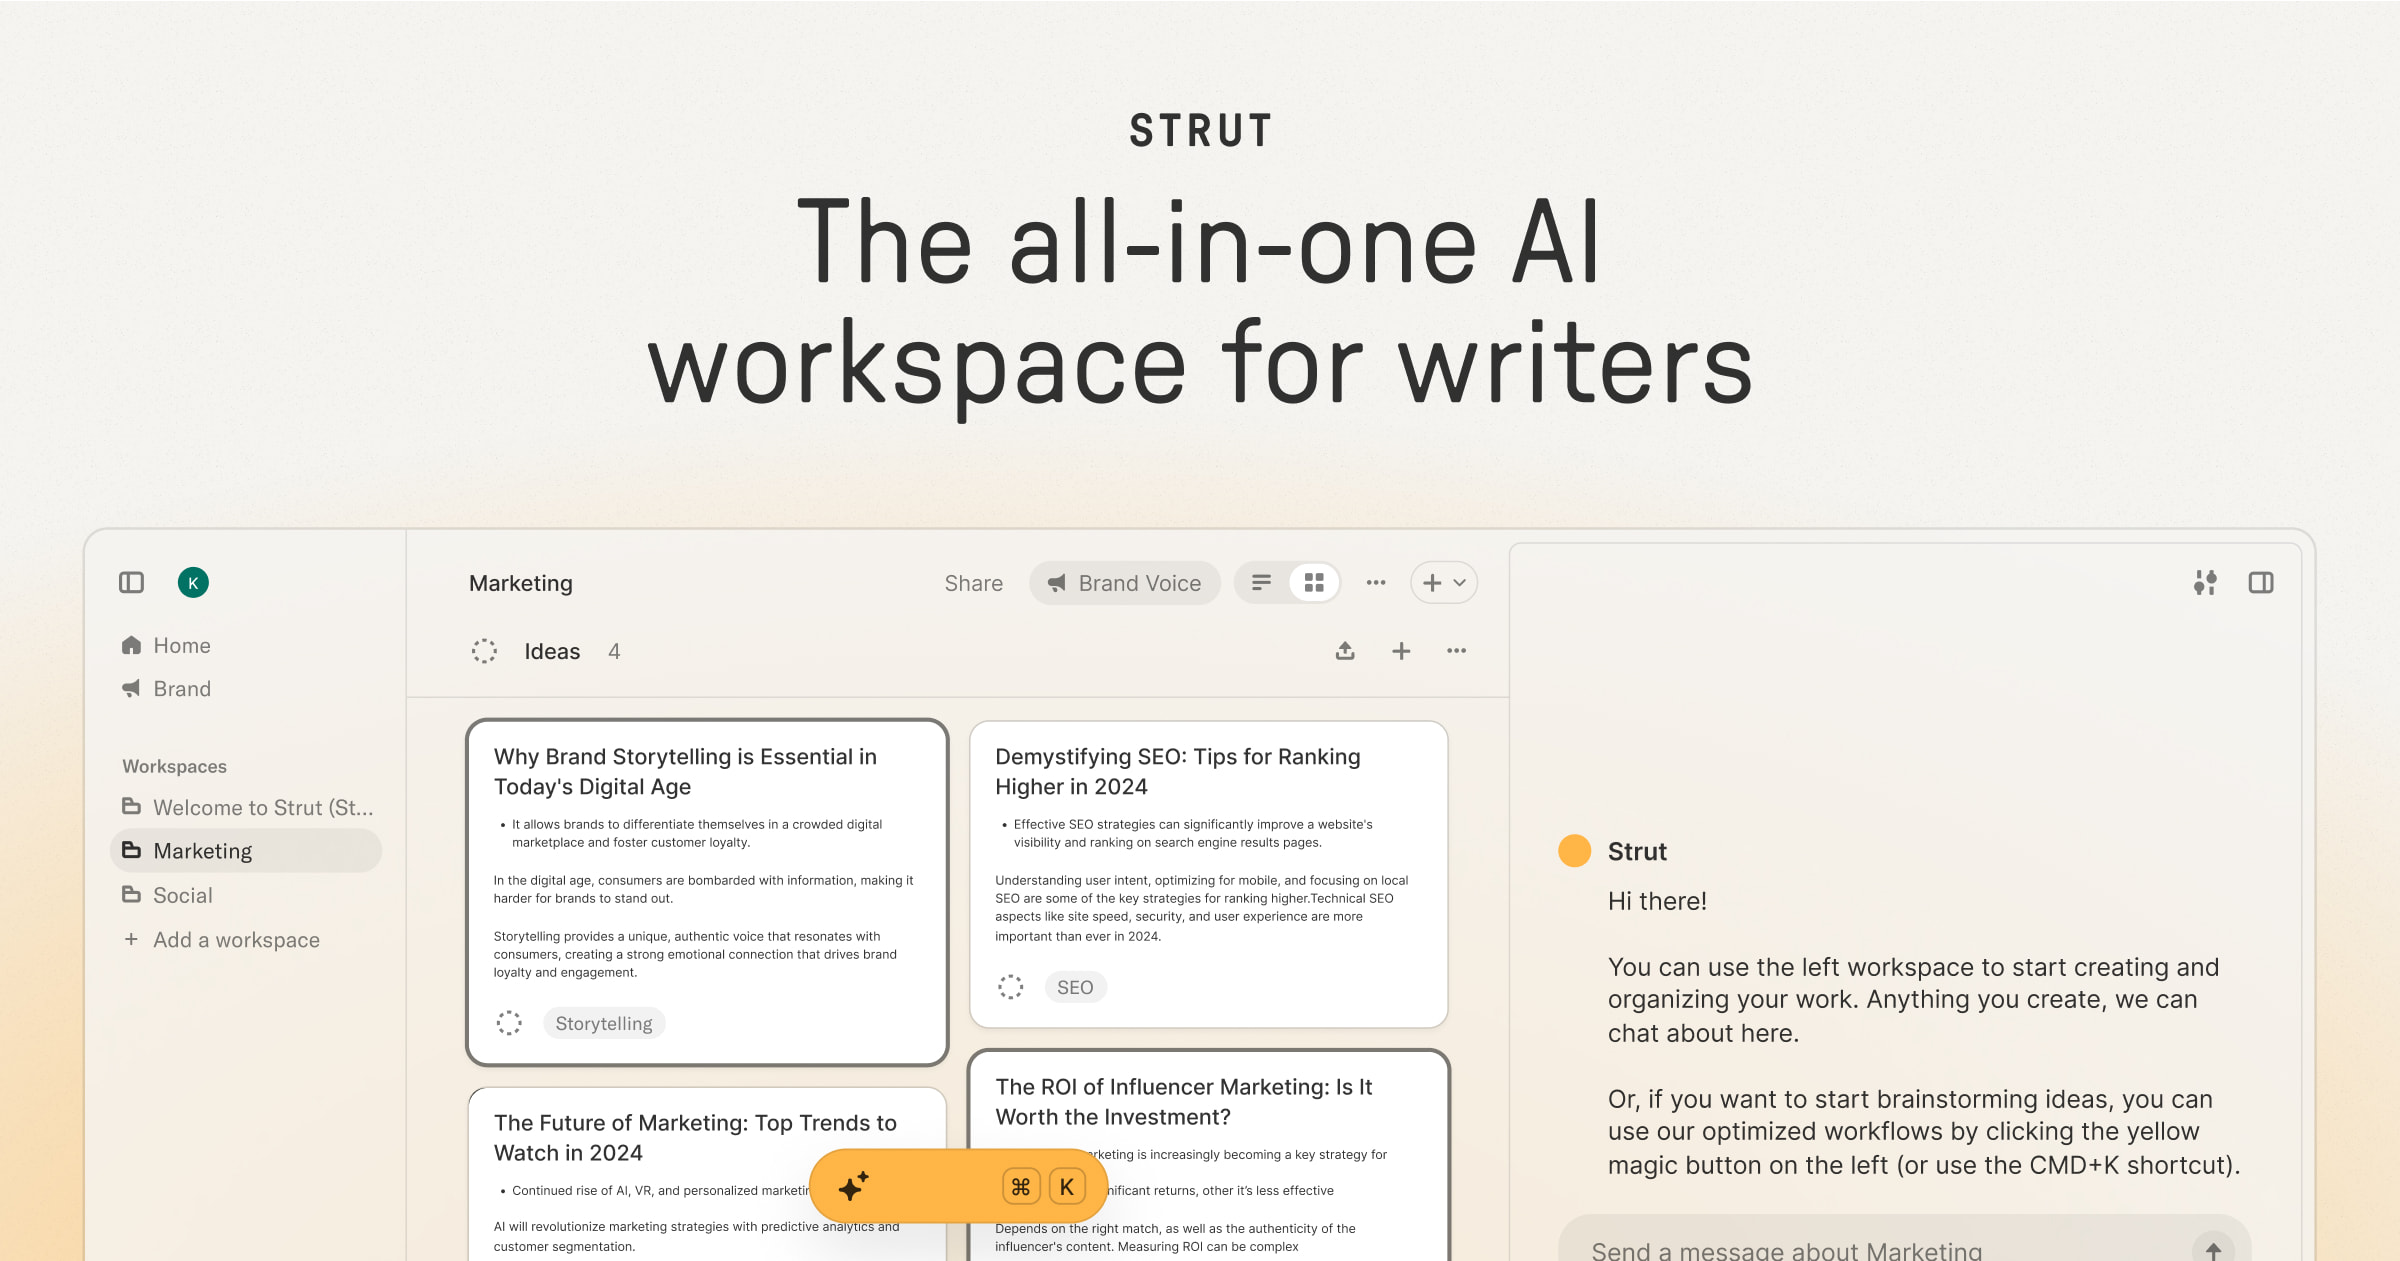 STRUT
The all-in-one AI
workspace for writers
K
Home
Brand
Workspaces
Welcome to Strut (St...
Marketing
Social
+ Add a workspace
Marketing
Share
Brand Voice
Ideas 4
Why Brand Storytelling is Essential in
Today's Digital Age
• It allows brands to differentiate themselves in a crowded digital
marketplace and foster customer loyalty.
In the digital age, consumers are bombarded with information, making it
harder for brands to stand out.
Storytelling provides a unique, authentic voice that resonates with
consumers, creating a strong emotional connection that drives brand
loyalty and engagement.
Storytelling
Demystifying SEO: Tips for Ranking
Higher in 2024
• Effective SEO strategies can significantly improve a website's
visibility and ranking on search engine results pages.
Understanding user intent, optimizing for mobile, and focusing on local
SEO are some of the key strategies for ranking higher.Technical SEO
aspects like site speed, security, and user experience are more
important than ever in 2024.
SEO
The Future of Marketing: Top Trends to
Watch in 2024
• Continued rise of AI, VR, and personalized
AI will revolutionize marketing strategies with predictive analytics and
customer segmentation.
The ROI of Influencer Marketing: Is It
Worth the Investment?
is increasingly becoming a key strategy for
returns, other it's less effective
Depends on the right match, as well as the authenticity of the
influencer's content. Measuring ROI can be complex
⌘ K
Strut
Hi there!
You can use the left workspace to start creating and
organizing your work. Anything you create, we can
chat about here.
Or, if you want to start brainstorming ideas, you can
use our optimized workflows by clicking the yellow
magic button on the left (or use the CMD+K shortcut).
Send a message about Marketing